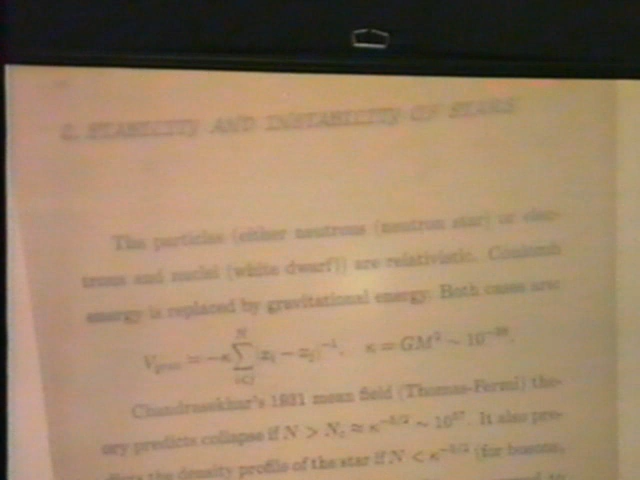 C. STABILITY AND INSTABILITY OF STARS
The particles (either neutrons (neutron star) or elec-
trons and nuclei (white dwarf)) are relativistic. Coulomb
energy is replaced by gravitational energy. Both cases are:
V_grav = -κ ∑_{i<j}^{N} |x_i - x_j|^{-1}, κ = GM^2 ~ 10^{-38}.
Chandrasekhar's 1931 mean field (Thomas-Fermi) the-
ory predicts collapse if N > N_c ≈ κ^{-3/2} ~ 10^{57}. It also pre-
dicts the density profile of the star if N < κ^{-3/2} (for bosons,